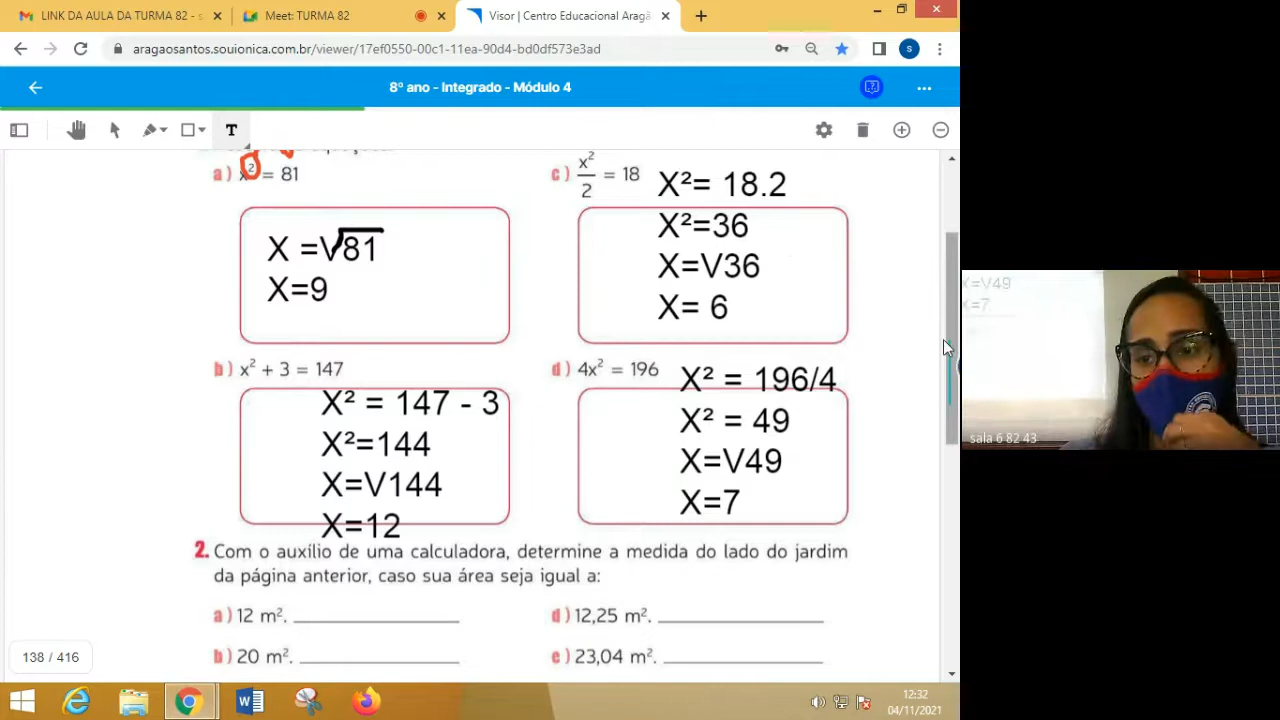 LINK DA AULA DA TURMA 82 - s
Meet: TURMA 82
Visor | Centro Educacional Aragã
aragaosantos.souionica.com.br/viewer/17ef0550-00c1-11ea-90d4-bd0df573e3ad
s
8º ano - Integrado - Módulo 4
T
a) x² = 81
X =V81
X=9
b) x² + 3 = 147
X² = 147 - 3
X²=144
X=V144
X=12
c) x²/2 = 18
X²= 18.2
X²=36
X=V36
X= 6
d) 4x² = 196
X² = 196/4
X² = 49
X=V49
X=7
2. Com o auxílio de uma calculadora, determine a medida do lado do jardim
da página anterior, caso sua área seja igual a:
a) 12 m².
b) 20 m².
d) 12,25 m².
e) 23,04 m².
138 / 416
X=V49
X=7
sala 6 82 43
12:32
04/11/2021